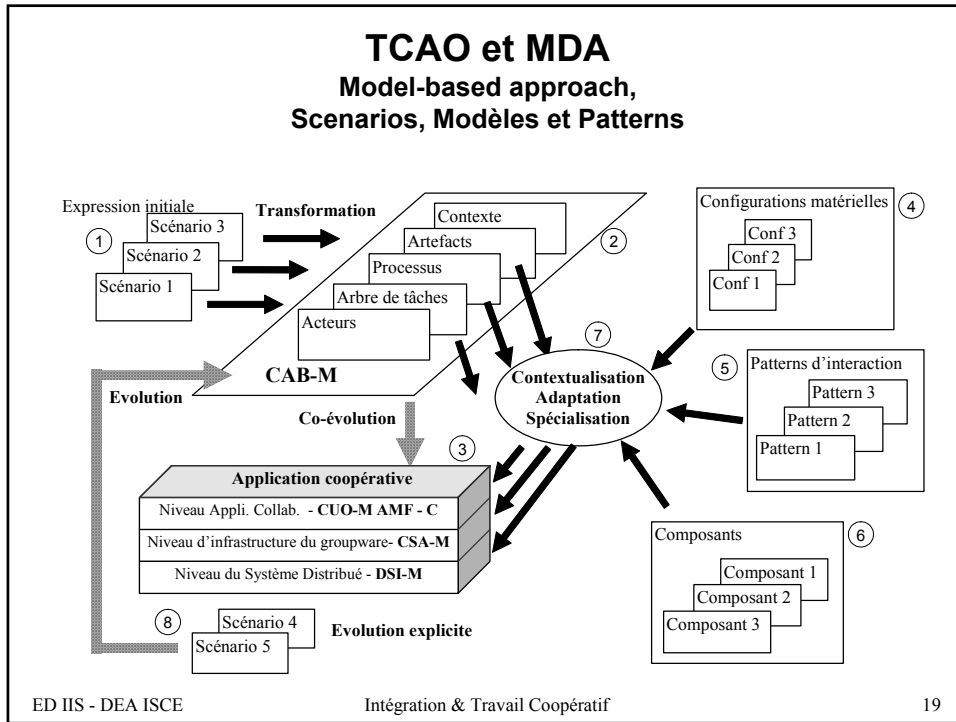 TCAO et MDA
Model-based approach,
Scenarios, Modèles et Patterns
Expression initiale
1
Scénario 3
Scénario 2
Scénario 1
Transformation
Contexte
Artefacts
Processus
Arbre de tâches
Acteurs
CAB-M
2
Configurations matérielles
4
Conf 3
Conf 2
Conf 1
7
Contextualisation
Adaptation
Spécialisation
5
Patterns d’interaction
Pattern 3
Pattern 2
Pattern 1
Evolution
Co-évolution
3
Application coopérative
Niveau Appli. Collab. - CUO-M AMF - C
Niveau d’infrastructure du groupware- CSA-M
Niveau du Système Distribué - DSI-M
Composants
6
Composant 1
Composant 2
Composant 3
8
Scénario 4
Scénario 5
Evolution explicite
ED IIS - DEA ISCE
Intégration & Travail Coopératif
19